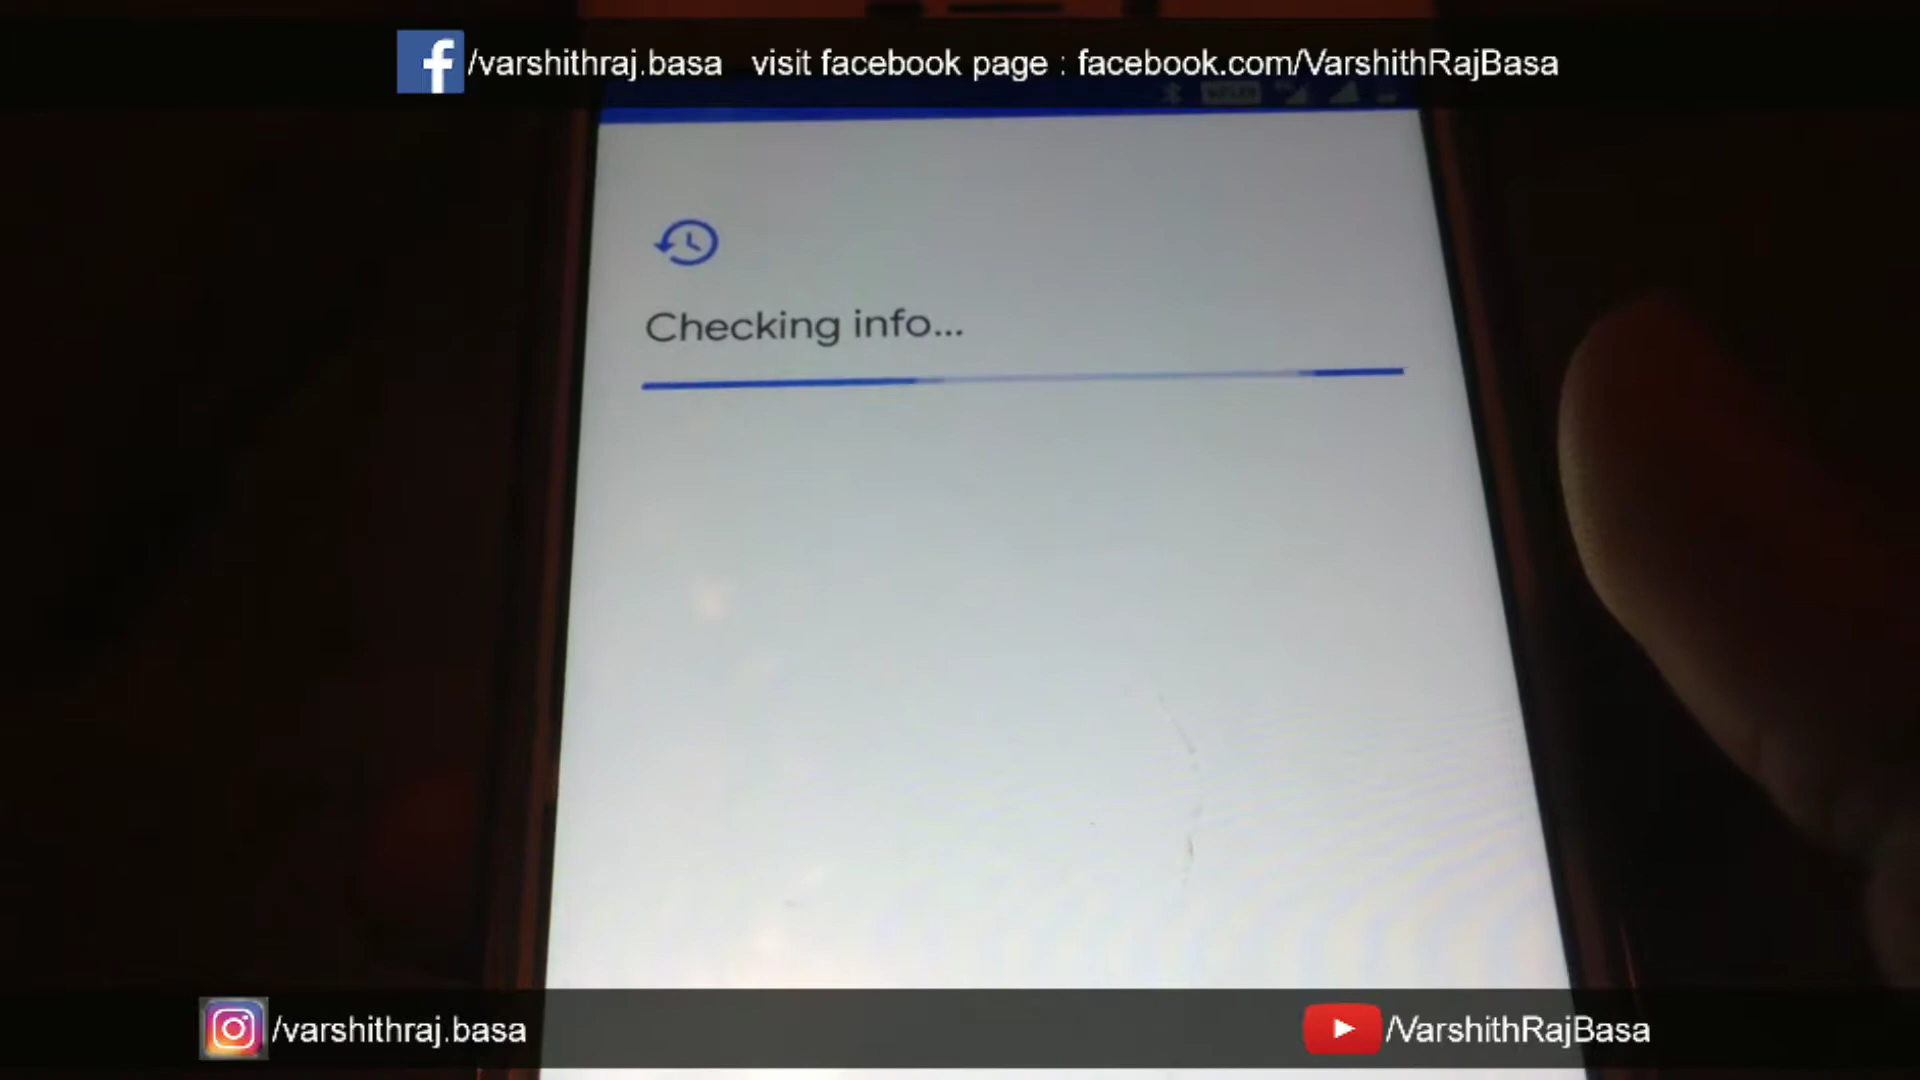 /varshithraj.basa visit facebook page : facebook.com/VarshithRajBasa
Checking info...
/varshithraj.basa
/VarshithRajBasa